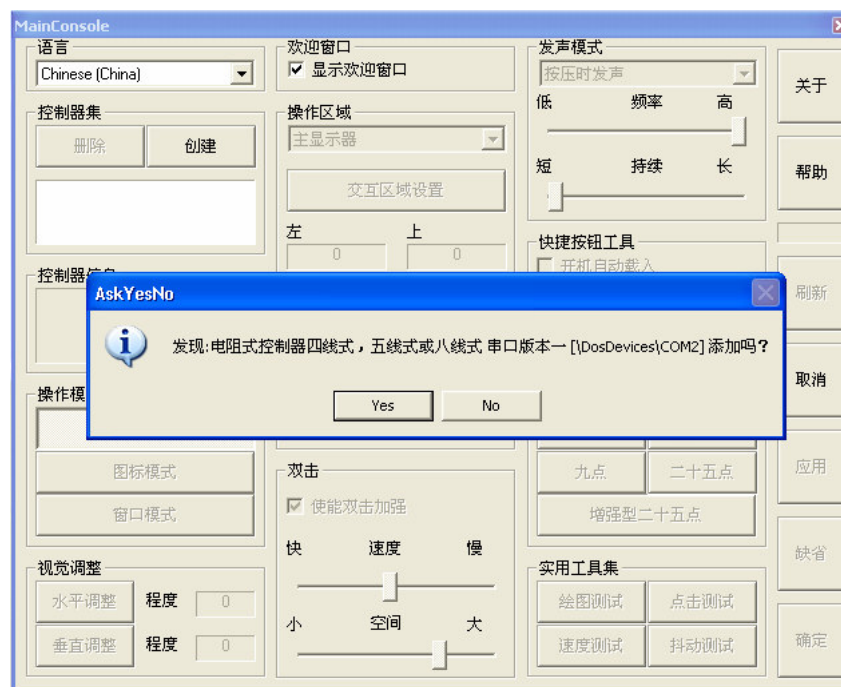 MainConsole
语言
Chinese (China)
控制器集
删除 创建
欢迎窗口
显示欢迎窗口
操作区域
主显示器
交互区域设置
左 上
0 0
发声模式
按压时发声
低 频率 高
短 持续 长
快捷按钮工具
开机自动载入
关于
帮助
刷新
取消
应用
缺省
确定
控制器信息
AskYesNo
发现:电阻式控制器四线式，五线式或八线式 串口版本一 [\DosDevices\COM2] 添加吗?
Yes No
操作模
图标模式
窗口模式
双击
使能双击加强
快 速度 慢
小 空间 大
九点 二十五点
增强型二十五点
视觉调整
水平调整 程度 0
垂直调整 程度 0
实用工具集
绘图测试 点击测试
速度测试 抖动测试